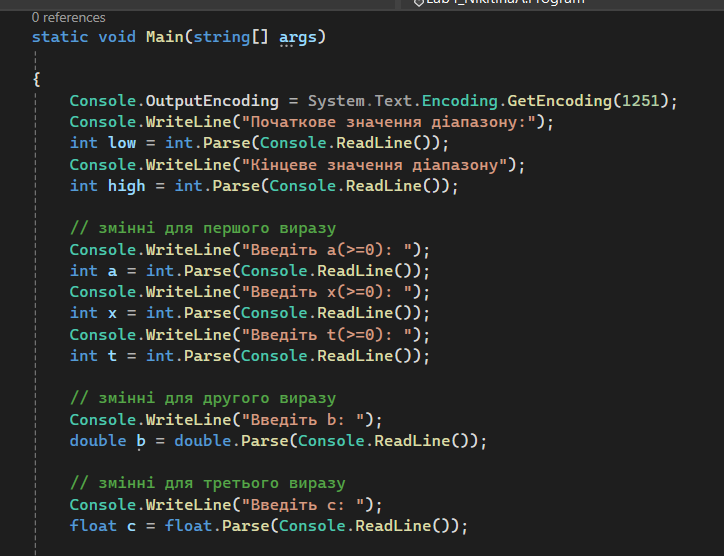 Lab1_NikitinaA.Program
0 references
static void Main(string[] args)
{
Console.OutputEncoding = System.Text.Encoding.GetEncoding(1251);
Console.WriteLine("Початкове значення діапазону:");
int low = int.Parse(Console.ReadLine());
Console.WriteLine("Кінцеве значення діапазону");
int high = int.Parse(Console.ReadLine());
// змінні для першого виразу
Console.WriteLine("Введіть a(>=0): ");
int a = int.Parse(Console.ReadLine());
Console.WriteLine("Введіть x(>=0): ");
int x = int.Parse(Console.ReadLine());
Console.WriteLine("Введіть t(>=0): ");
int t = int.Parse(Console.ReadLine());
// змінні для другого виразу
Console.WriteLine("Введіть b: ");
double b = double.Parse(Console.ReadLine());
// змінні для третього виразу
Console.WriteLine("Введіть c: ");
float c = float.Parse(Console.ReadLine());